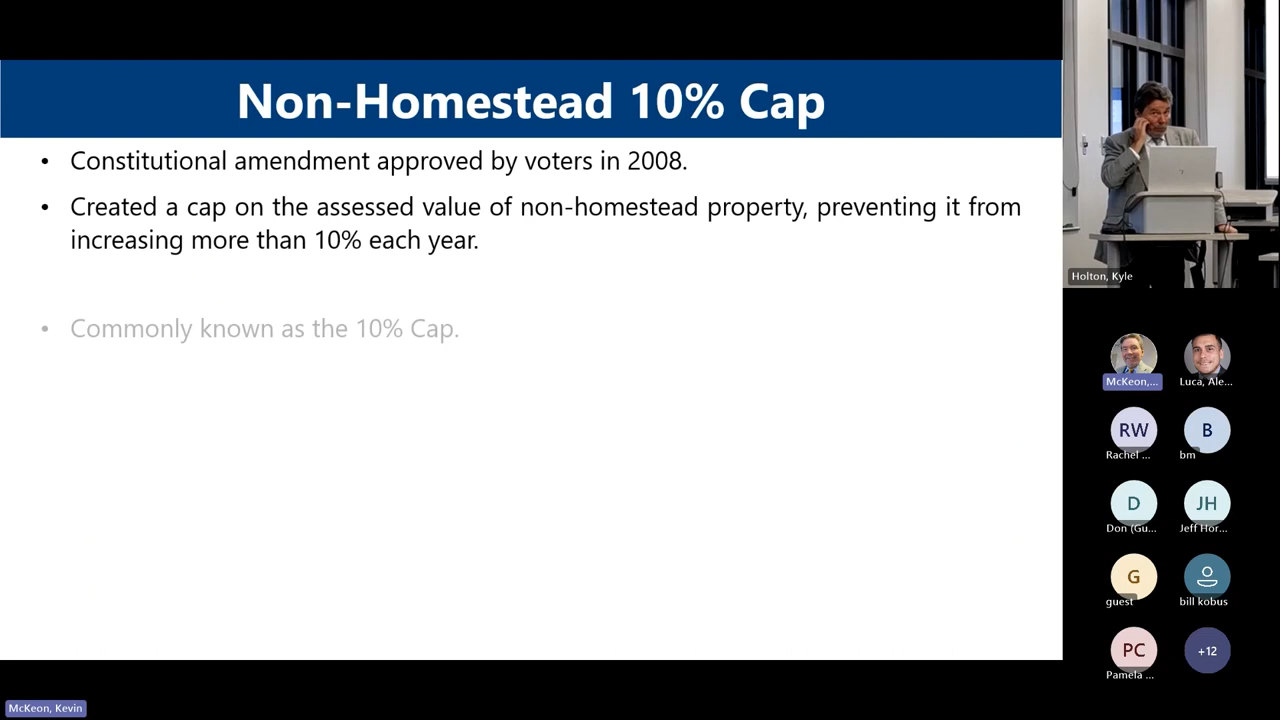 Non-Homestead 10% Cap
• Constitutional amendment approved by voters in 2008.
• Created a cap on the assessed value of non-homestead property, preventing it from
increasing more than 10% each year.
• Commonly known as the 10% Cap.
Holton, Kyle
McKeon,...
Luca, Ale...
RW
Rachel ...
B
bm
D
Don (Gu...
JH
Jeff Hor...
G
guest
bill kobus
PC
Pamela ...
+12
McKeon, Kevin